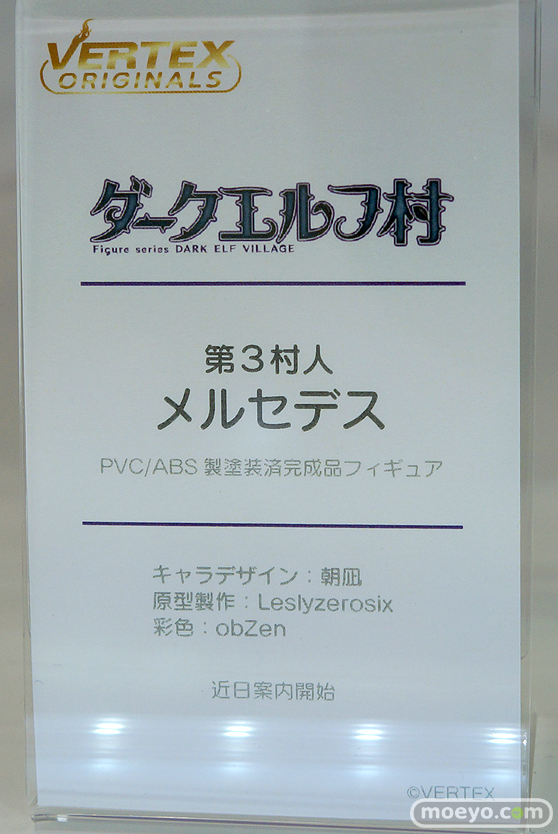 VERTEX
ORIGINALS
ダークエルフ村
Figure series DARK ELF VILLAGE
第3村人
メルセデス
PVC/ABS 製塗装済完成品フィギュア
キャラデザイン：朝凪
原型製作：Leslyzerosix
彩色：obZen
近日案内開始
©VERTEX
moeyo.com